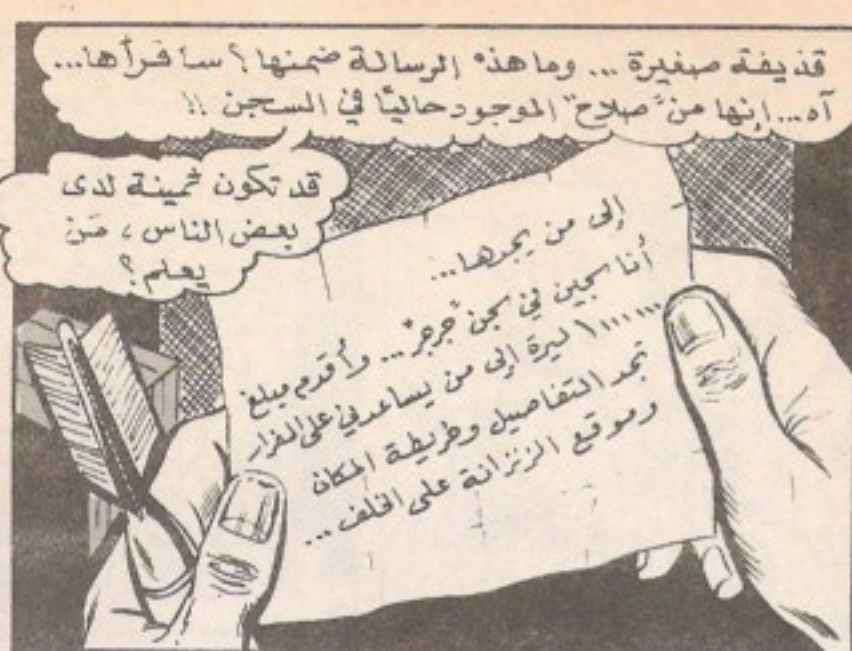 قذيفة صغيرة ... وما هذه الرسالة ضمنها ؟ سأقرأها...
آه... إنها من "صلاح" الموجود حاليًا في السجن !!
قد تكون ثمينة لدى
بعض الناس ، مَنْ
يعلم ؟
إلى من يجدها...
أنا سجين في سجن "جرجر"... وأقدم مبلغ
ليرة إلى من يساعدني على الفرار
تجد التفاصيل وخريطة المكان
وموقع الزنزانة على الخلف ...